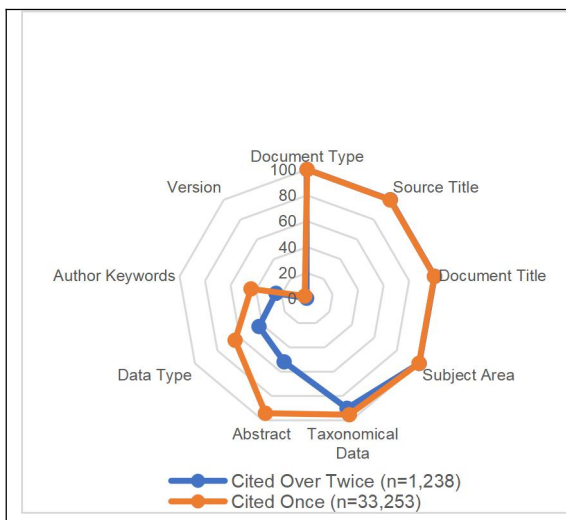 Document Type
100
Version
Source Title
80
60
40
Author Keywords
20
Document Title
0
Data Type
Subject Area
Abstract
Taxonomical
Data
Cited Over Twice (n=1,238)
Cited Once (n=33,253)